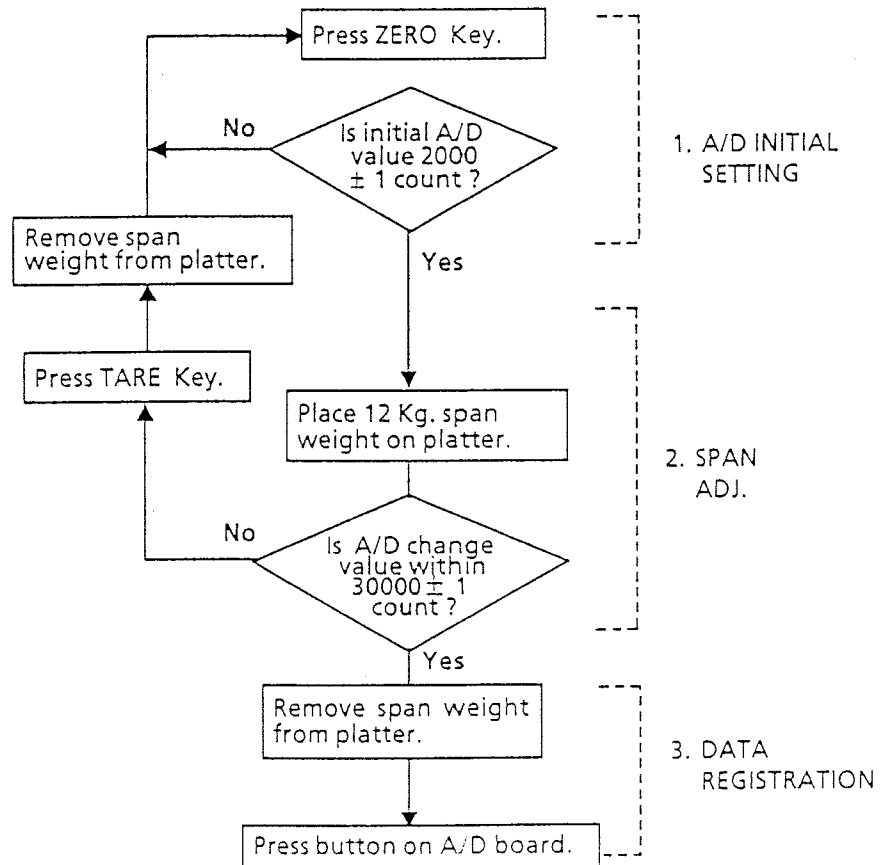 Press ZERO Key.
No
Is initial A/D
value 2000
± 1 count ?
1. A/D INITIAL
SETTING
Remove span
weight from platter.
Yes
Press TARE Key.
Place 12 Kg. span
weight on platter.
2. SPAN
ADJ.
No
Is A/D change
value within
30000 ± 1
count ?
Yes
Remove span weight
from platter.
3. DATA
REGISTRATION
Press button on A/D board.